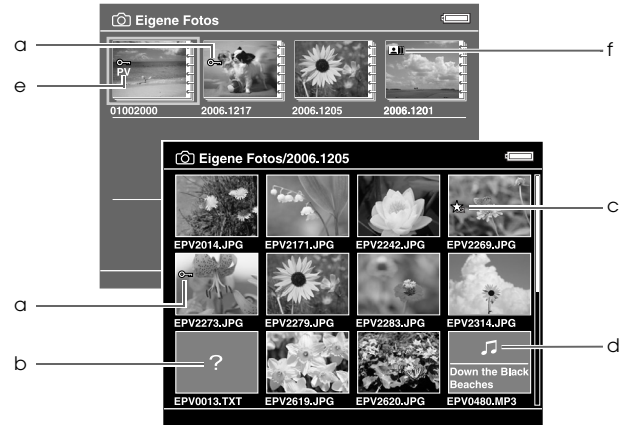 Eigene Fotos
a
f
PV
e
01002000 2006.1217 2006.1205 2006.1201
Eigene Fotos/2006.1205
c
EPV2014.JPG EPV2171.JPG EPV2242.JPG EPV2269.JPG
a
EPV2273.JPG EPV2279.JPG EPV2283.JPG EPV2314.JPG
b
?
d
Down the Black
Beaches
EPV0013.TXT EPV2619.JPG EPV2620.JPG EPV0480.MP3